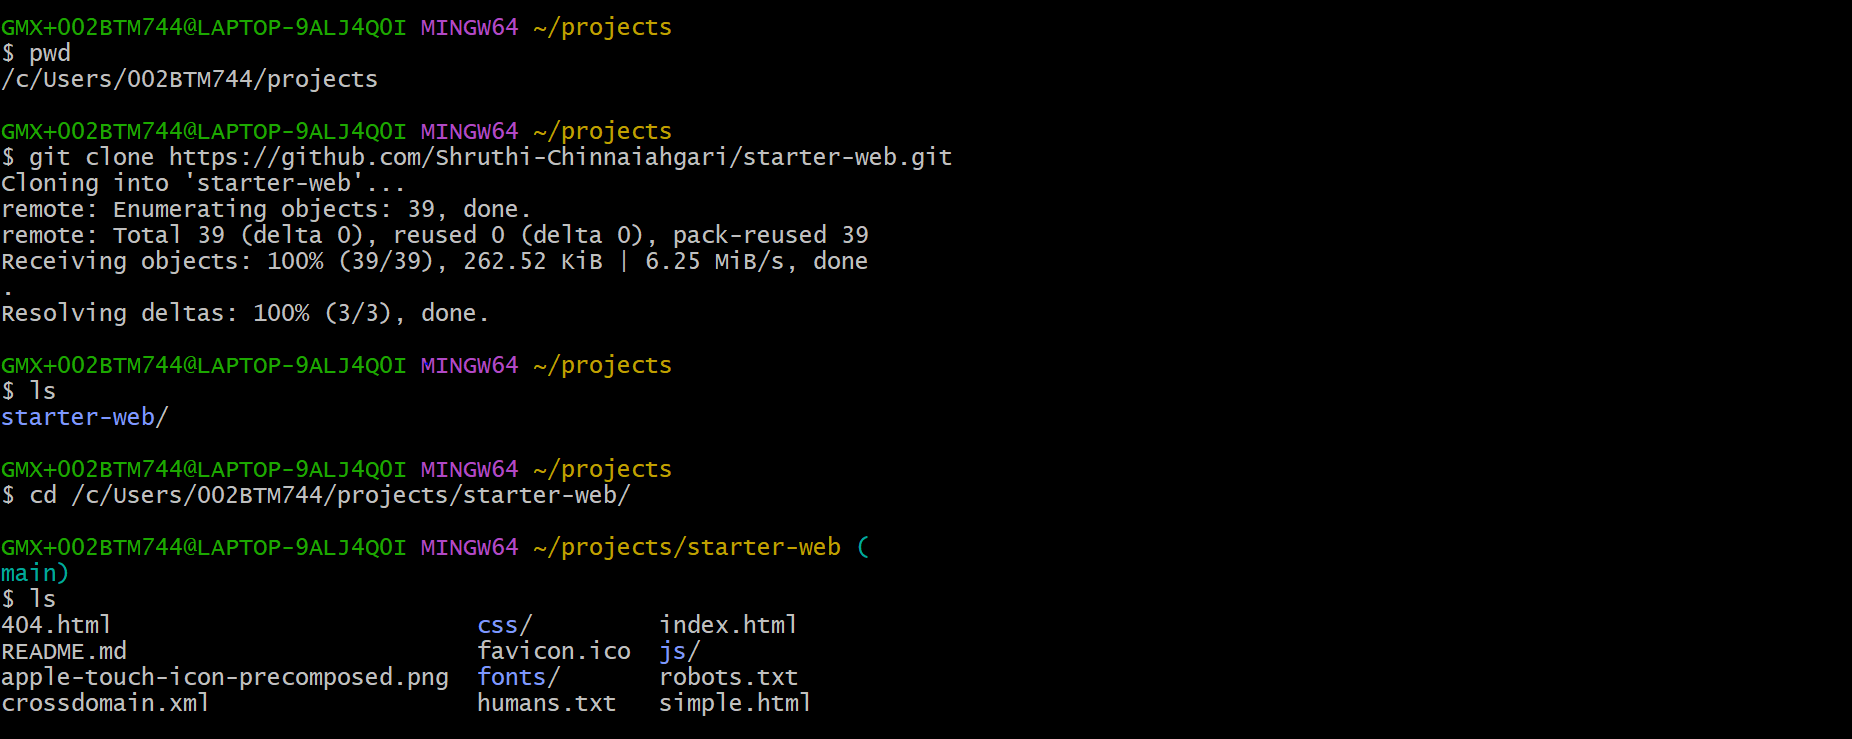 GMX+002BTM744@LAPTOP-9ALJ4Q0I MINGW64 ~/projects
$ pwd
/c/Users/002BTM744/projects
GMX+002BTM744@LAPTOP-9ALJ4Q0I MINGW64 ~/projects
$ git clone https://github.com/Shruthi-Chinnaiahgari/starter-web.git
Cloning into 'starter-web'...
remote: Enumerating objects: 39, done.
remote: Total 39 (delta 0), reused 0 (delta 0), pack-reused 39
Receiving objects: 100% (39/39), 262.52 KiB | 6.25 MiB/s, done
.
Resolving deltas: 100% (3/3), done.
GMX+002BTM744@LAPTOP-9ALJ4Q0I MINGW64 ~/projects
$ ls
starter-web/
GMX+002BTM744@LAPTOP-9ALJ4Q0I MINGW64 ~/projects
$ cd /c/Users/002BTM744/projects/starter-web/
GMX+002BTM744@LAPTOP-9ALJ4Q0I MINGW64 ~/projects/starter-web (
main)
$ ls
404.html css/ index.html
README.md favicon.ico js/
apple-touch-icon-precomposed.png fonts/ robots.txt
crossdomain.xml humans.txt simple.html